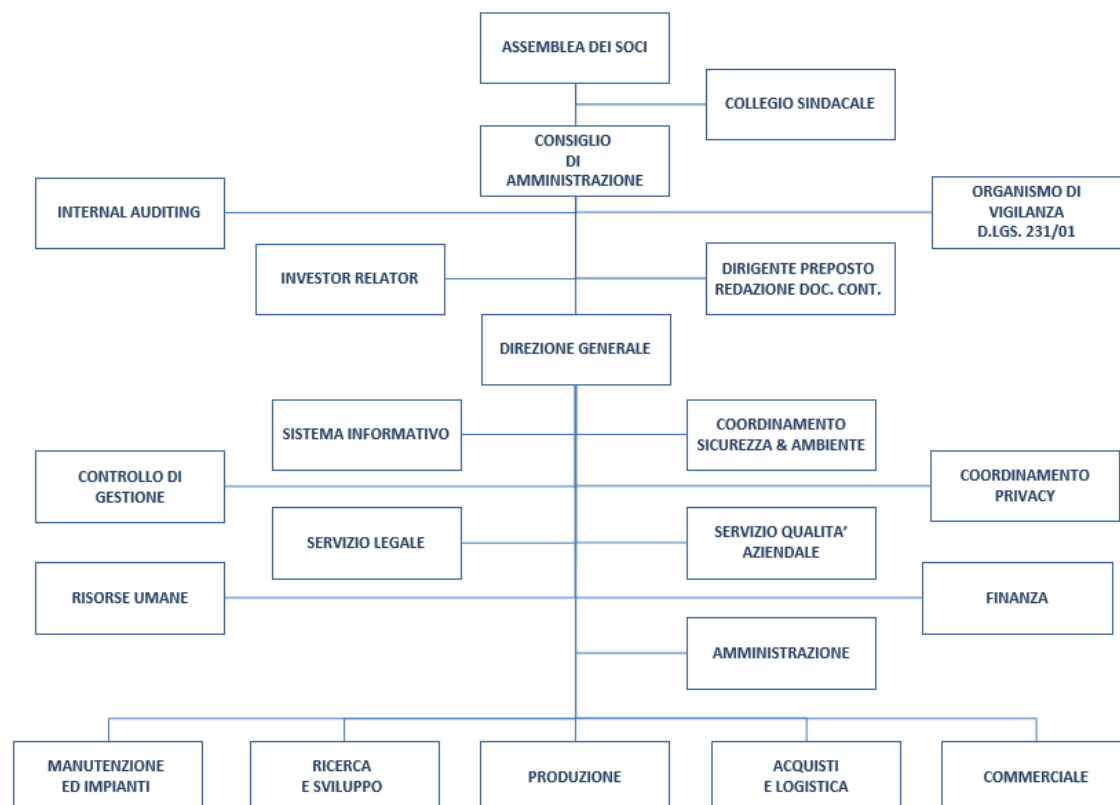 ASSEMBLEA DEI SOCI
COLLEGIO SINDACALE
CONSIGLIO
DI
AMMINISTRAZIONE
INTERNAL AUDITING
ORGANISMO DI
VIGILANZA
D.LGS. 231/01
INVESTOR RELATOR
DIRIGENTE PREPOSTO
REDAZIONE DOC. CONT.
DIREZIONE GENERALE
SISTEMA INFORMATIVO
COORDINAMENTO
SICUREZZA & AMBIENTE
CONTROLLO DI
GESTIONE
COORDINAMENTO
PRIVACY
SERVIZIO LEGALE
SERVIZIO QUALITA’
AZIENDALE
RISORSE UMANE
FINANZA
AMMINISTRAZIONE
MANUTENZIONE
ED IMPIANTI
RICERCA
E SVILUPPO
PRODUZIONE
ACQUISTI
E LOGISTICA
COMMERCIALE